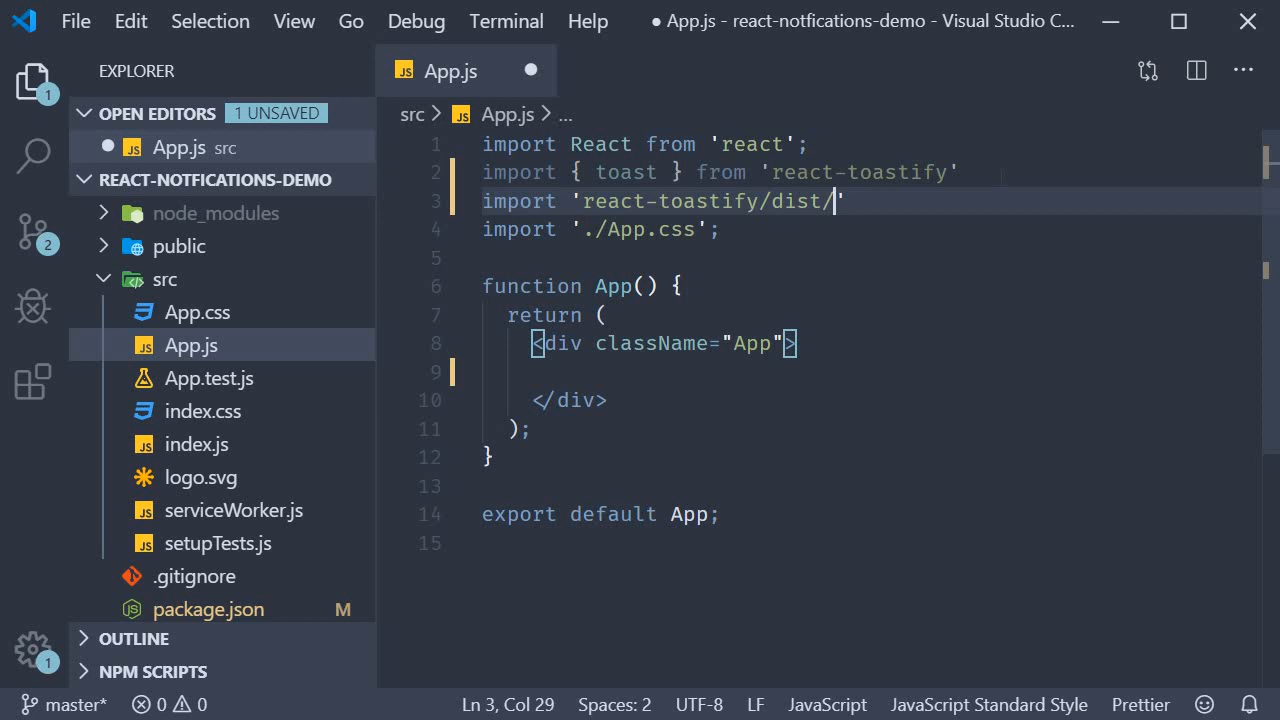 File Edit Selection View Go Debug Terminal Help ● App.js - react-notfications-demo - Visual Studio C...
EXPLORER
OPEN EDITORS 1 UNSAVED
App.js src
REACT-NOTFICATIONS-DEMO
node_modules
public
src
App.css
App.js
App.test.js
index.css
index.js
logo.svg
serviceWorker.js
setupTests.js
.gitignore
package.json M
OUTLINE
NPM SCRIPTS
1
2
1
JS App.js
src > JS App.js > ...
1 import React from 'react';
2 import { toast } from 'react-toastify'
3 import 'react-toastify/dist/'
4 import './App.css';
5
6 function App() {
7 return (
8 <div className="App">
9
10 </div>
11 );
12 }
13
14 export default App;
15
master* 0 0 Ln 3, Col 29 Spaces: 2 UTF-8 LF JavaScript JavaScript Standard Style Prettier